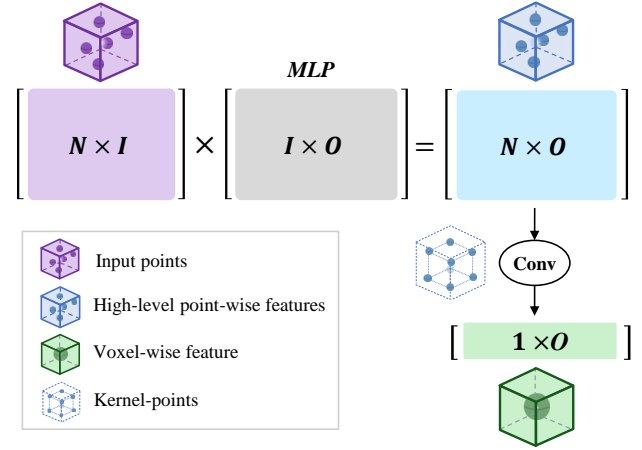 MLP
[ N × I ] × [ I × O ] = [ N × O ]
Conv
[ 1 ×O ]
Input points
High-level point-wise features
Voxel-wise feature
Kernel-points